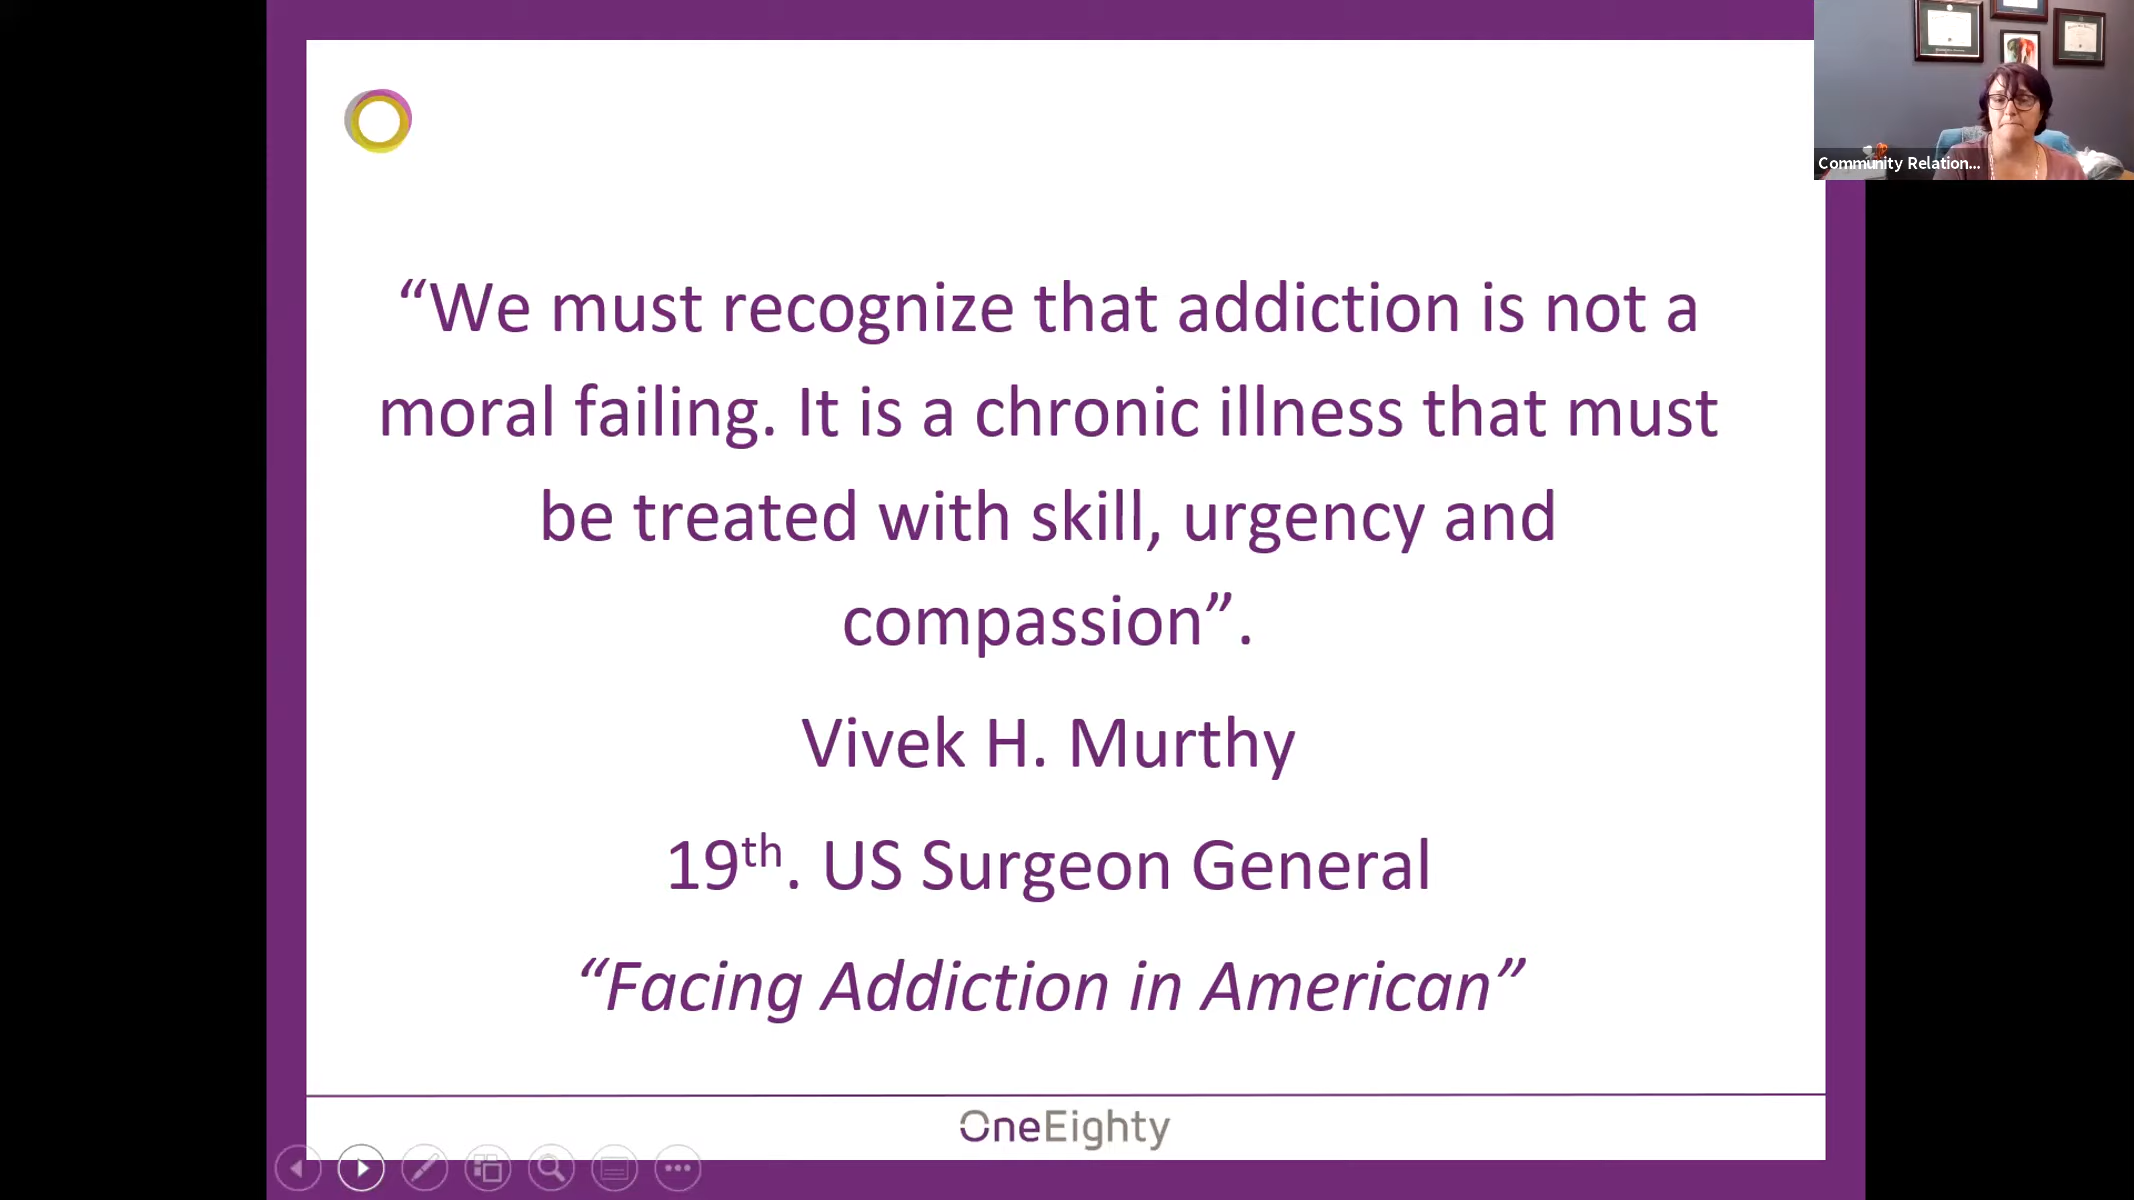 “We must recognize that addiction is not a
moral failing. It is a chronic illness that must
be treated with skill, urgency and
compassion”.
Vivek H. Murthy
19th. US Surgeon General
“Facing Addiction in American”
OneEighty
Community Relation...